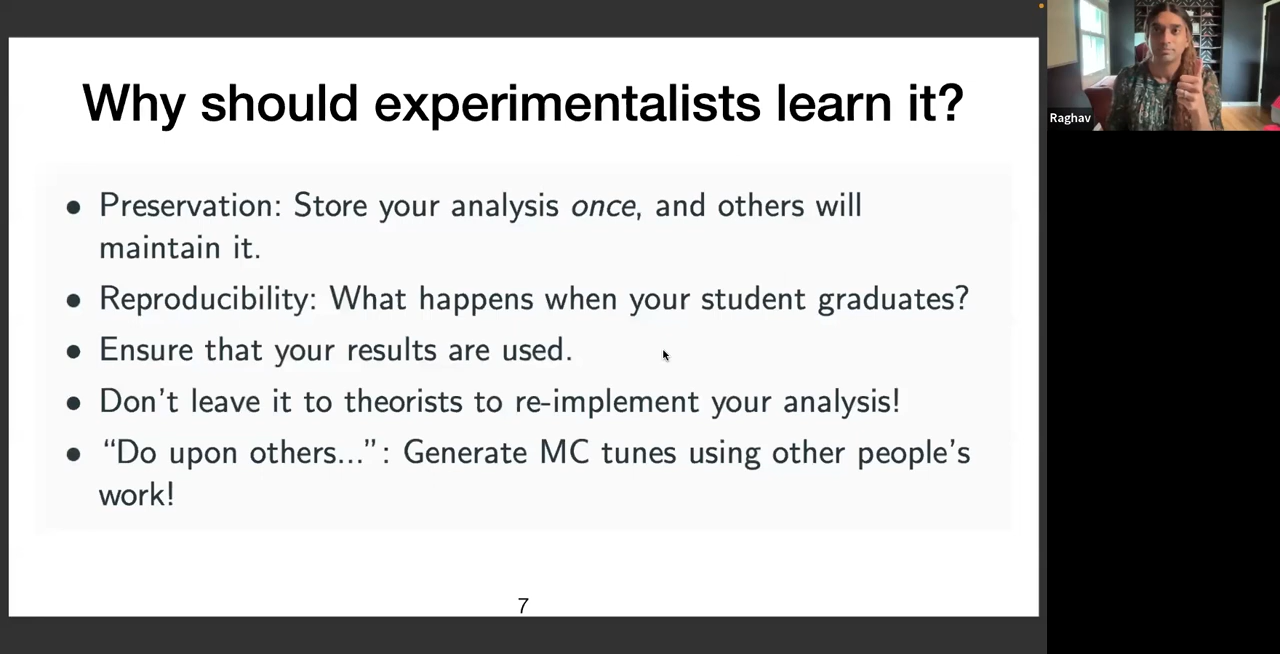 Why should experimentalists learn it?
• Preservation: Store your analysis once, and others will
maintain it.
• Reproducibility: What happens when your student graduates?
• Ensure that your results are used.
• Don't leave it to theorists to re-implement your analysis!
• “Do upon others...”: Generate MC tunes using other people's
work!
7
Raghav